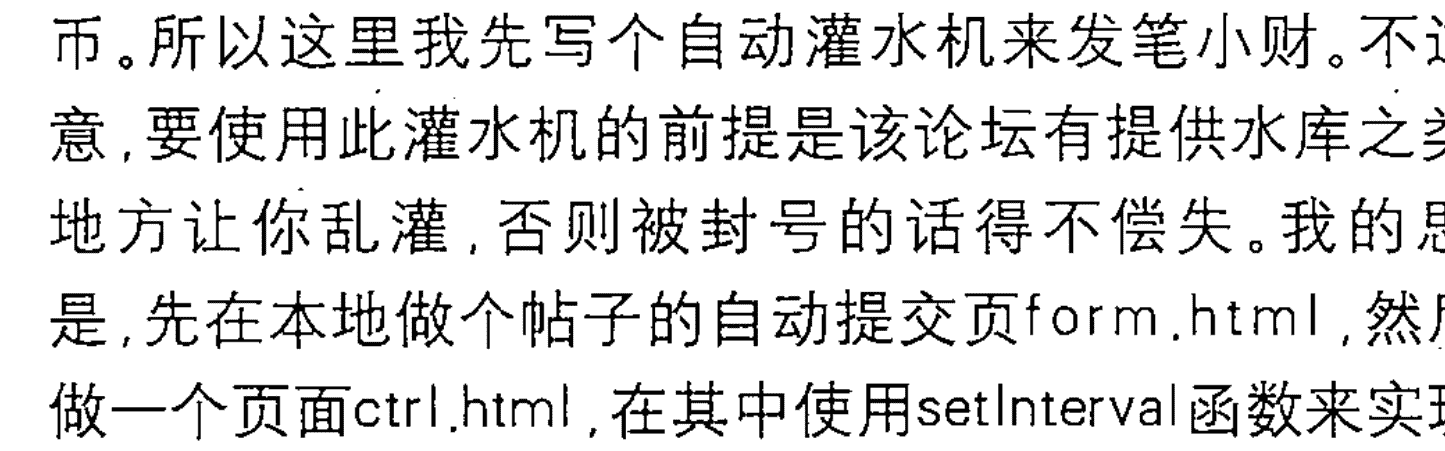 币。所以这里我先写个自动灌水机来发笔小财。不
意,要使用此灌水机的前提是该论坛有提供水库之
地方让你乱灌,否则被封号的话得不偿失。我的
是,先在本地做个帖子的自动提交页form.html,然
做一个页面ctrl.html,在其中使用setInterval函数来实